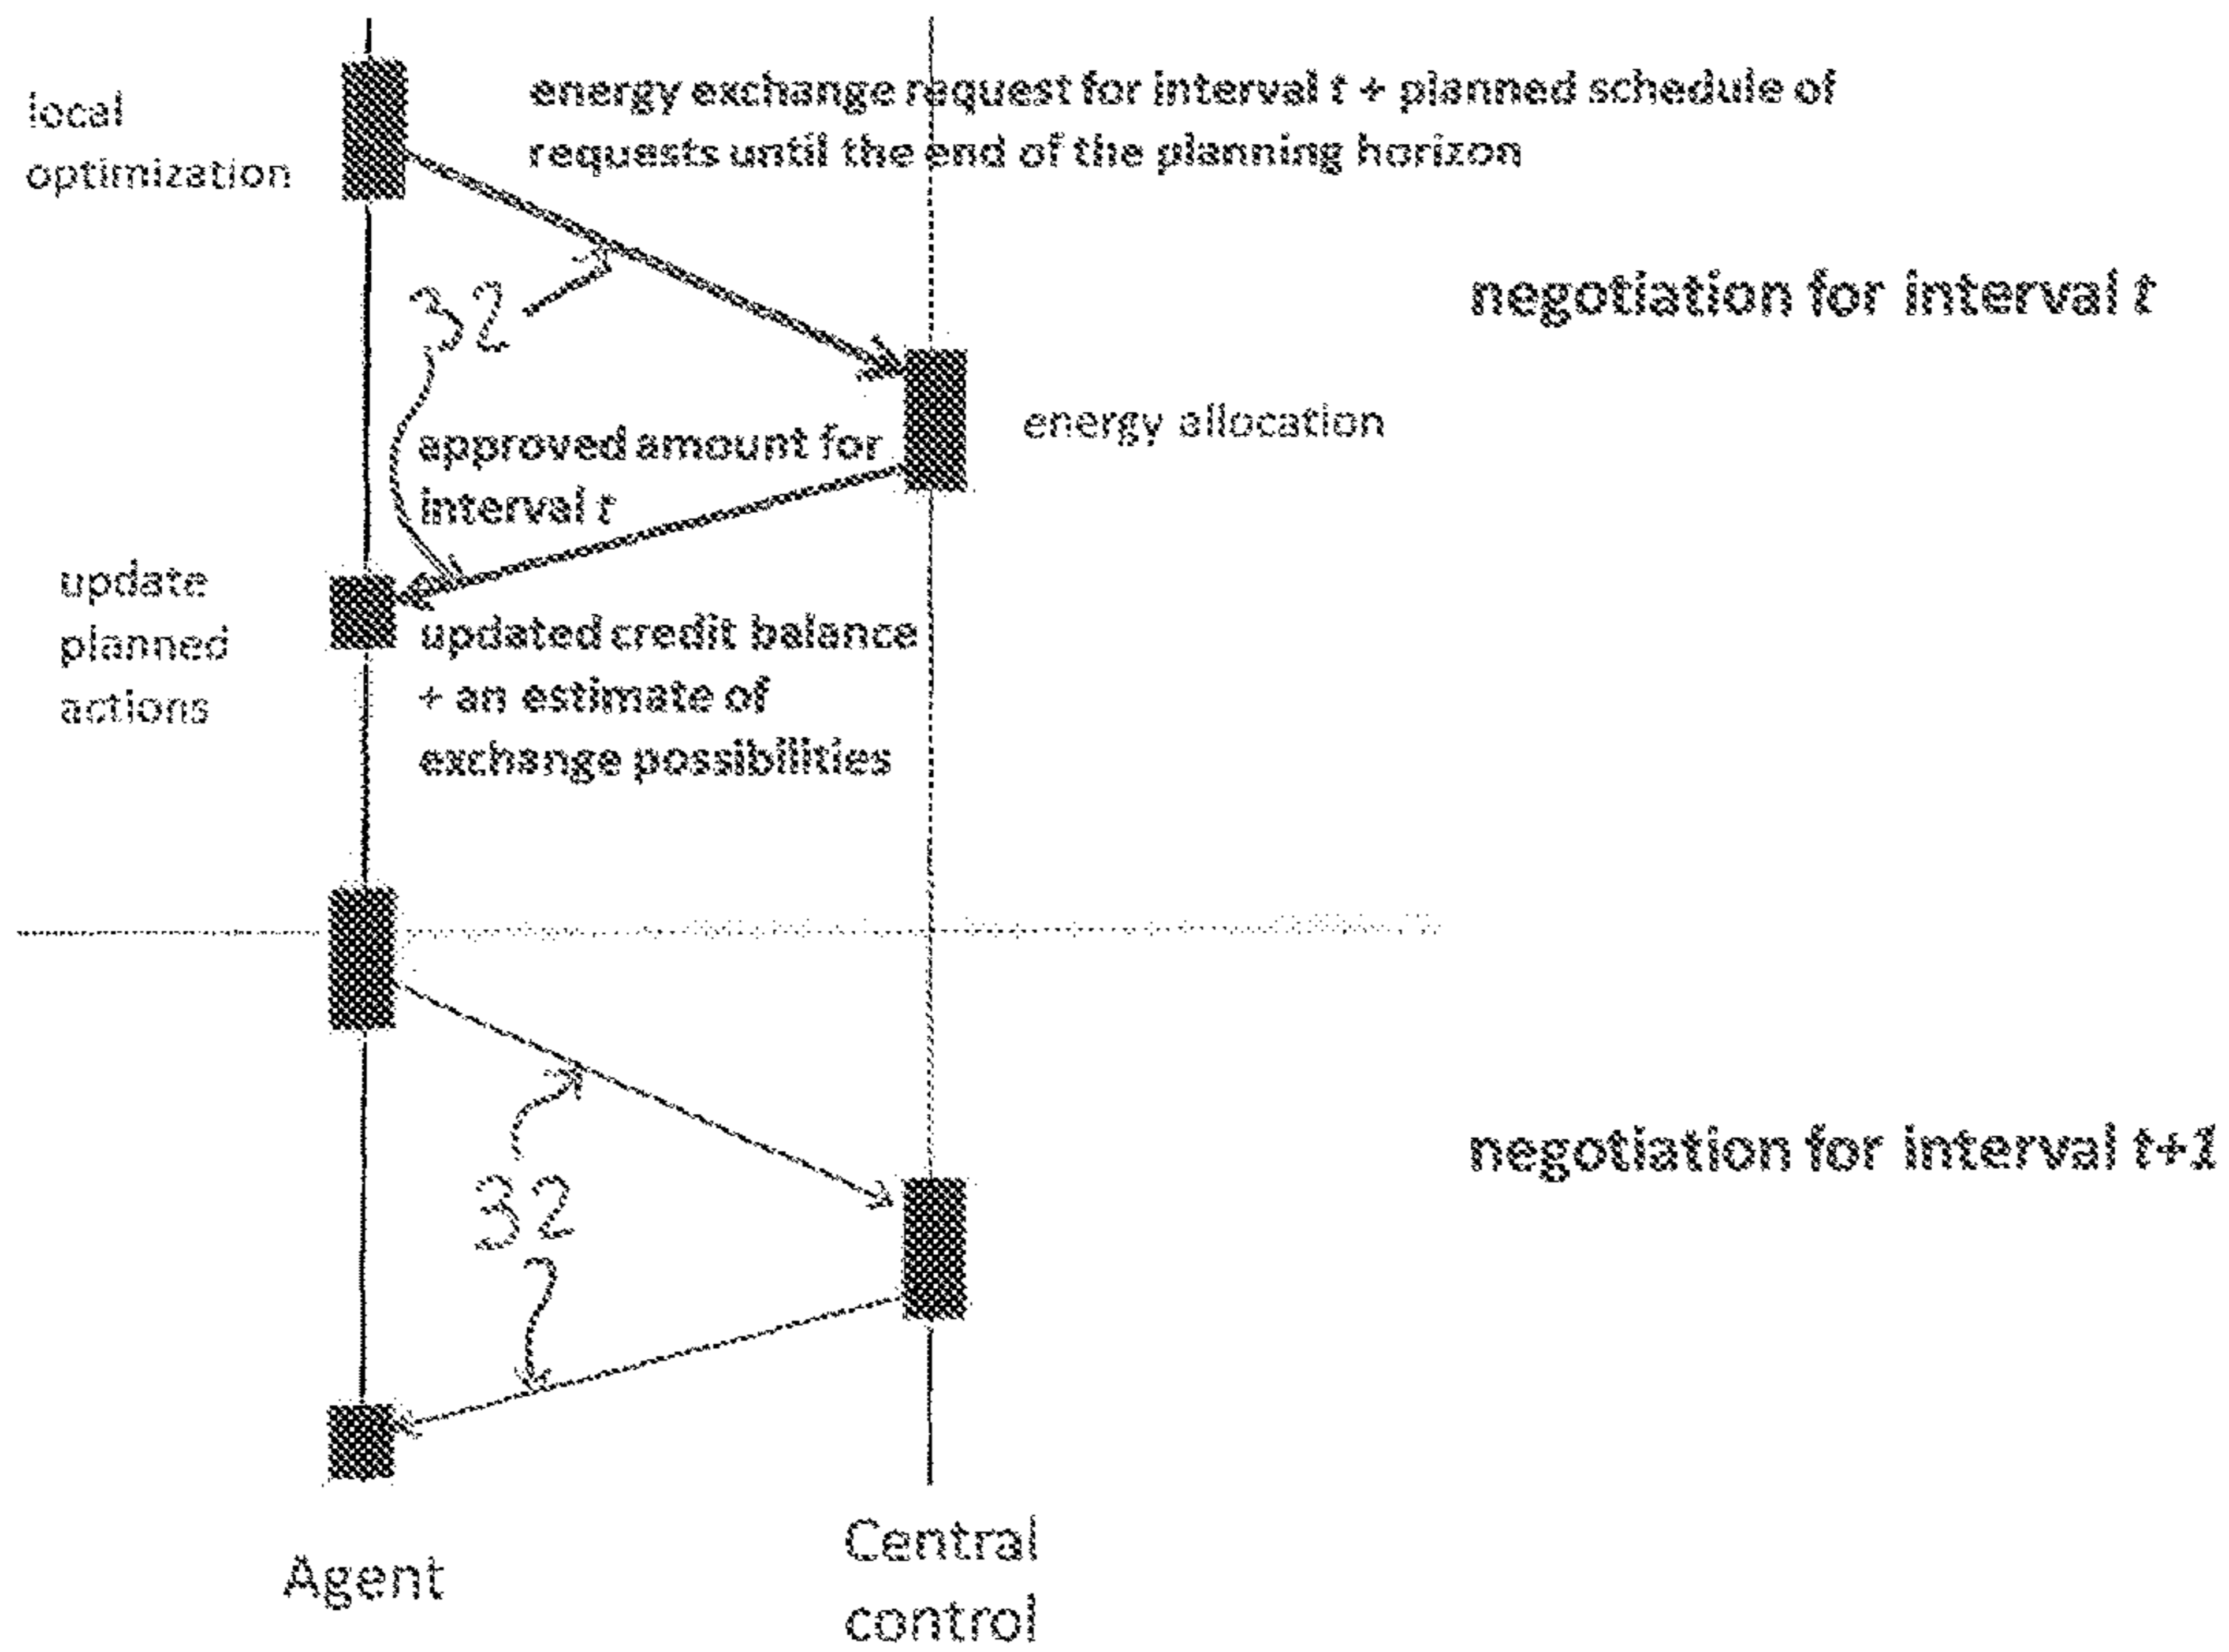 local
optimization
energy exchange request for interval t + planned schedule of
requests until the end of the planning horizon
negotiation for interval t
32
energy allocation
approved amount for
interval t
update
planned
actions
updated credit balance
+ an estimate of
exchange possibilities
negotiation for interval t+1
32
Agent
Central
control